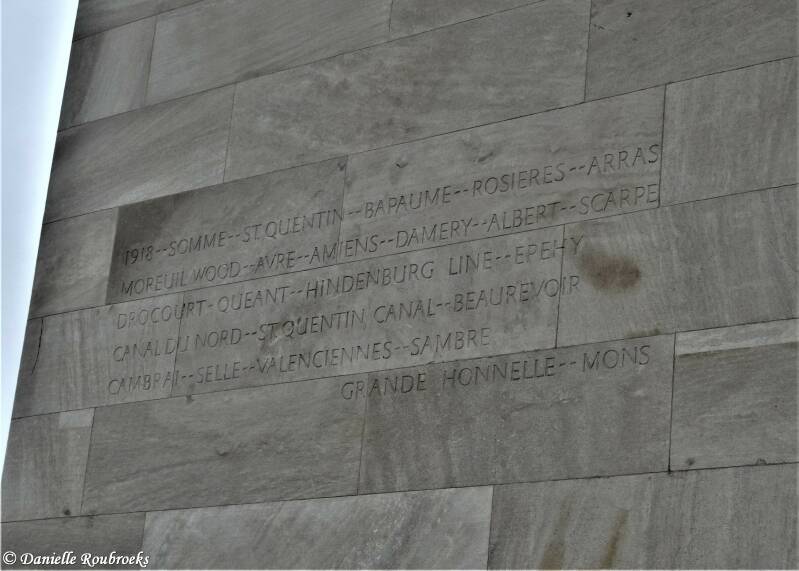 1918--SOMME--ST. QUENTIN--BAPAUME--ROSIERES--ARRAS
MOREUIL WOOD--AVRE--AMIENS--DAMERY--ALBERT--SCARPE
DROCOURT-QUEANT--HINDENBURG LINE--EPEHY
CANAL DU NORD--ST. QUENTIN CANAL--BEAUREVOIR
CAMBRAI--SELLE--VALENCIENNES--SAMBRE
GRANDE HONNELLE--MONS
© Danielle Roubroeks